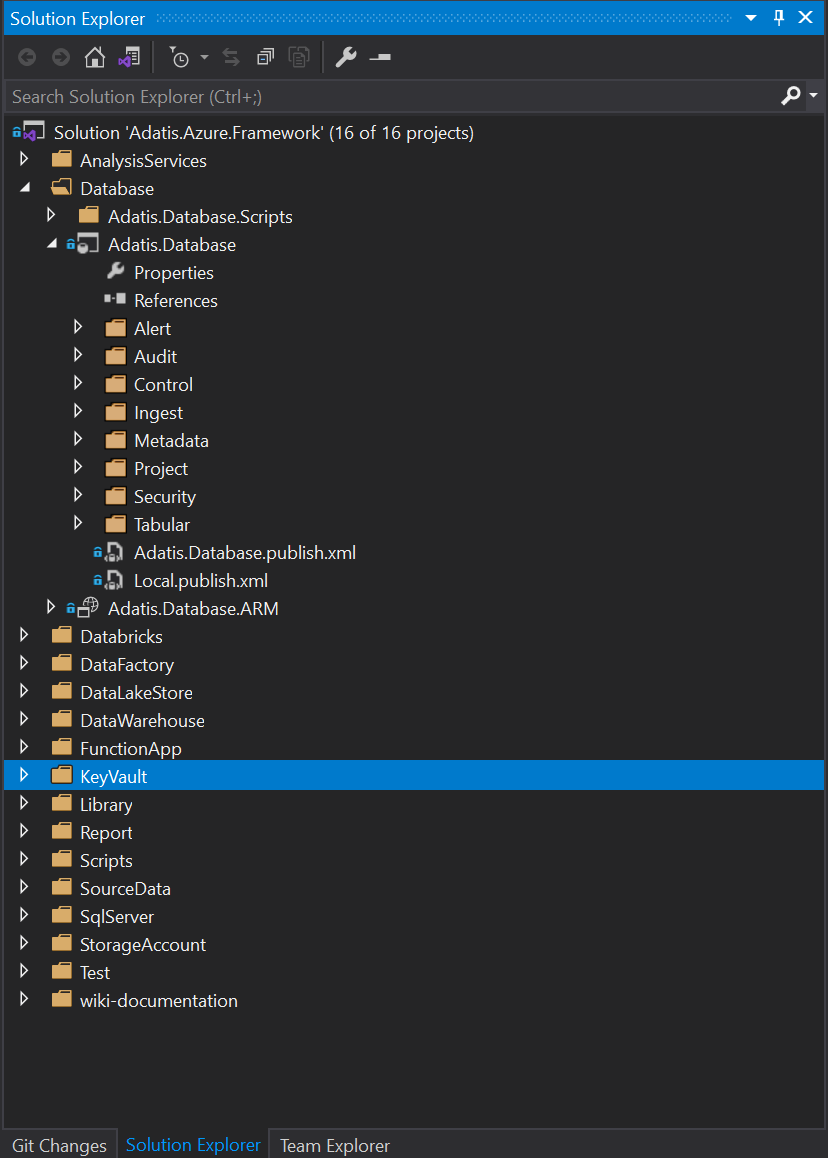 Solution Explorer
Search Solution Explorer (Ctrl+;)
Solution 'Adatis.Azure.Framework' (16 of 16 projects)
AnalysisServices
Database
Adatis.Database.Scripts
Adatis.Database
Properties
References
Alert
Audit
Control
Ingest
Metadata
Project
Security
Tabular
Adatis.Database.publish.xml
Local.publish.xml
Adatis.Database.ARM
Databricks
DataFactory
DataLakeStore
DataWarehouse
FunctionApp
KeyVault
Library
Report
Scripts
SourceData
SqlServer
StorageAccount
Test
wiki-documentation
Git Changes Solution Explorer Team Explorer